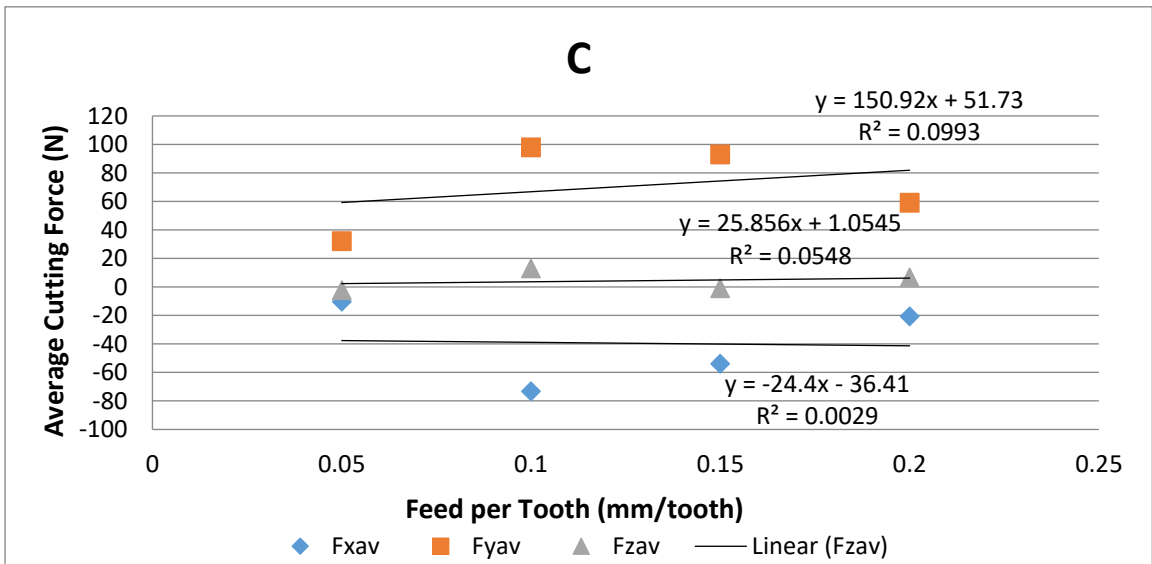 C
y = 150.92x + 51.73
R² = 0.0993
y = 25.856x + 1.0545
R² = 0.0548
y = -24.4x - 36.41
R² = 0.0029
Average Cutting Force (N)
120
100
80
60
40
20
0
-20
-40
-60
-80
-100
0 0.05 0.1 0.15 0.2 0.25
Feed per Tooth (mm/tooth)
Fxav Fyav Fzav Linear (Fzav)